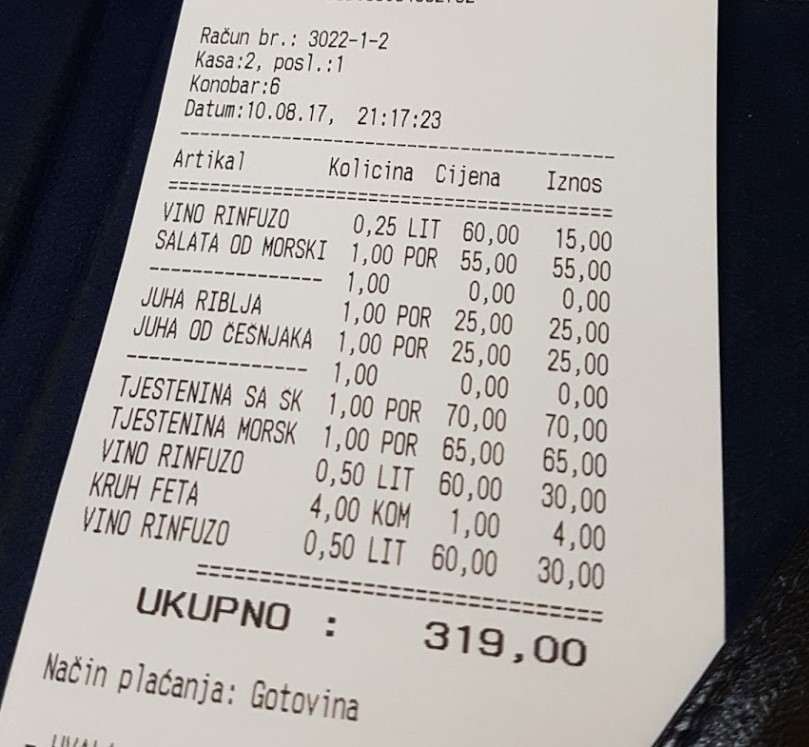 Račun br.: 3022-1-2
Kasa:2, posl.:1
Konobar:6
Datum:10.08.17, 21:17:23
----------------------------------------
Artikal Kolicina Cijena Iznos
========================================
VINO RINFUZO 0,25 LIT 60,00 15,00
SALATA OD MORSKI 1,00 POR 55,00 55,00
---------------- 1,00 0,00 0,00
JUHA RIBLJA 1,00 POR 25,00 25,00
JUHA OD ČEŠNJAKA 1,00 POR 25,00 25,00
---------------- 1,00 0,00 0,00
TJESTENINA SA ŠK 1,00 POR 70,00 70,00
TJESTENINA MORSK 1,00 POR 65,00 65,00
VINO RINFUZO 0,50 LIT 60,00 30,00
KRUH FETA 4,00 KOM 1,00 4,00
VINO RINFUZO 0,50 LIT 60,00 30,00
===================================
UKUPNO : 319,00
Način plaćanja: Gotovina